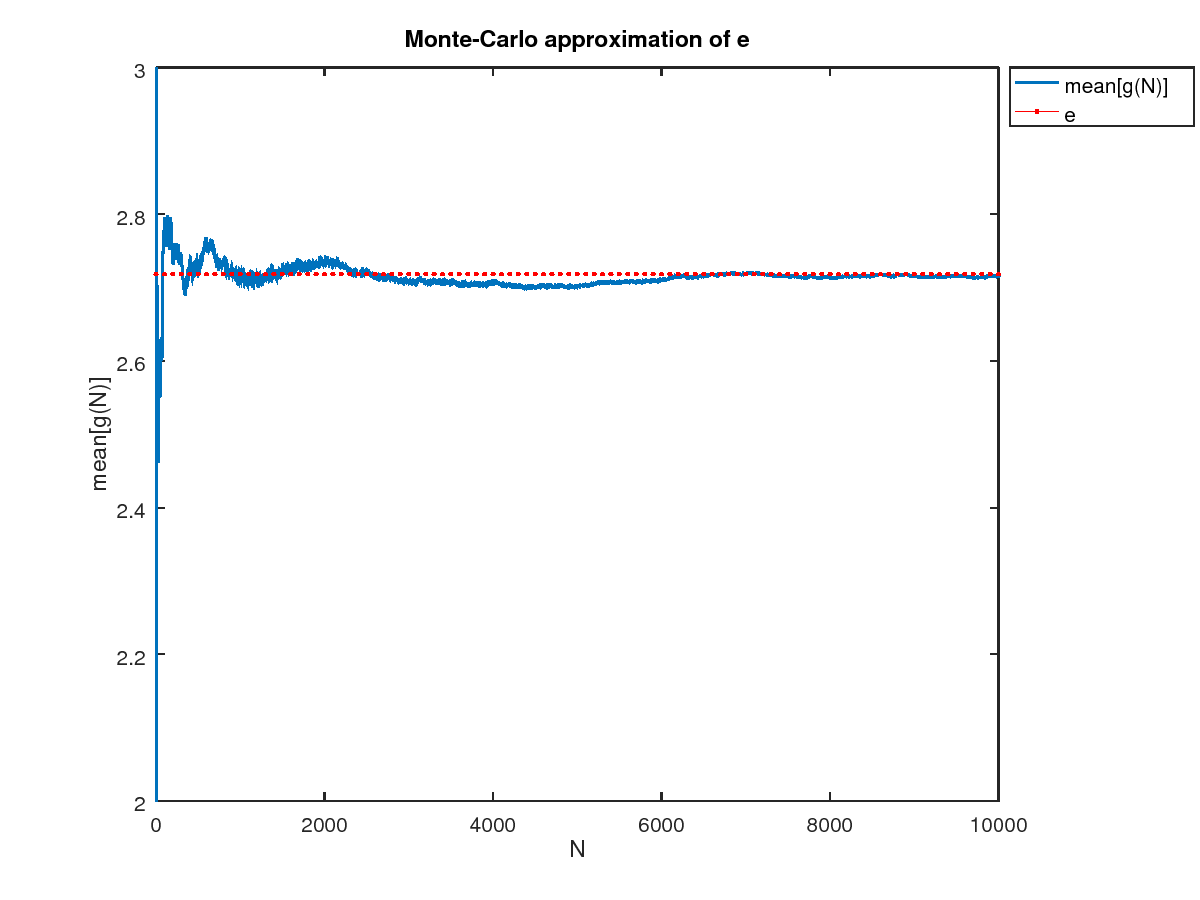 Monte-Carlo approximation of e
mean[g(N)]
e
3
2.8
2.6
2.4
2.2
2
mean[g(N)]
0 2000 4000 6000 8000 10000
N